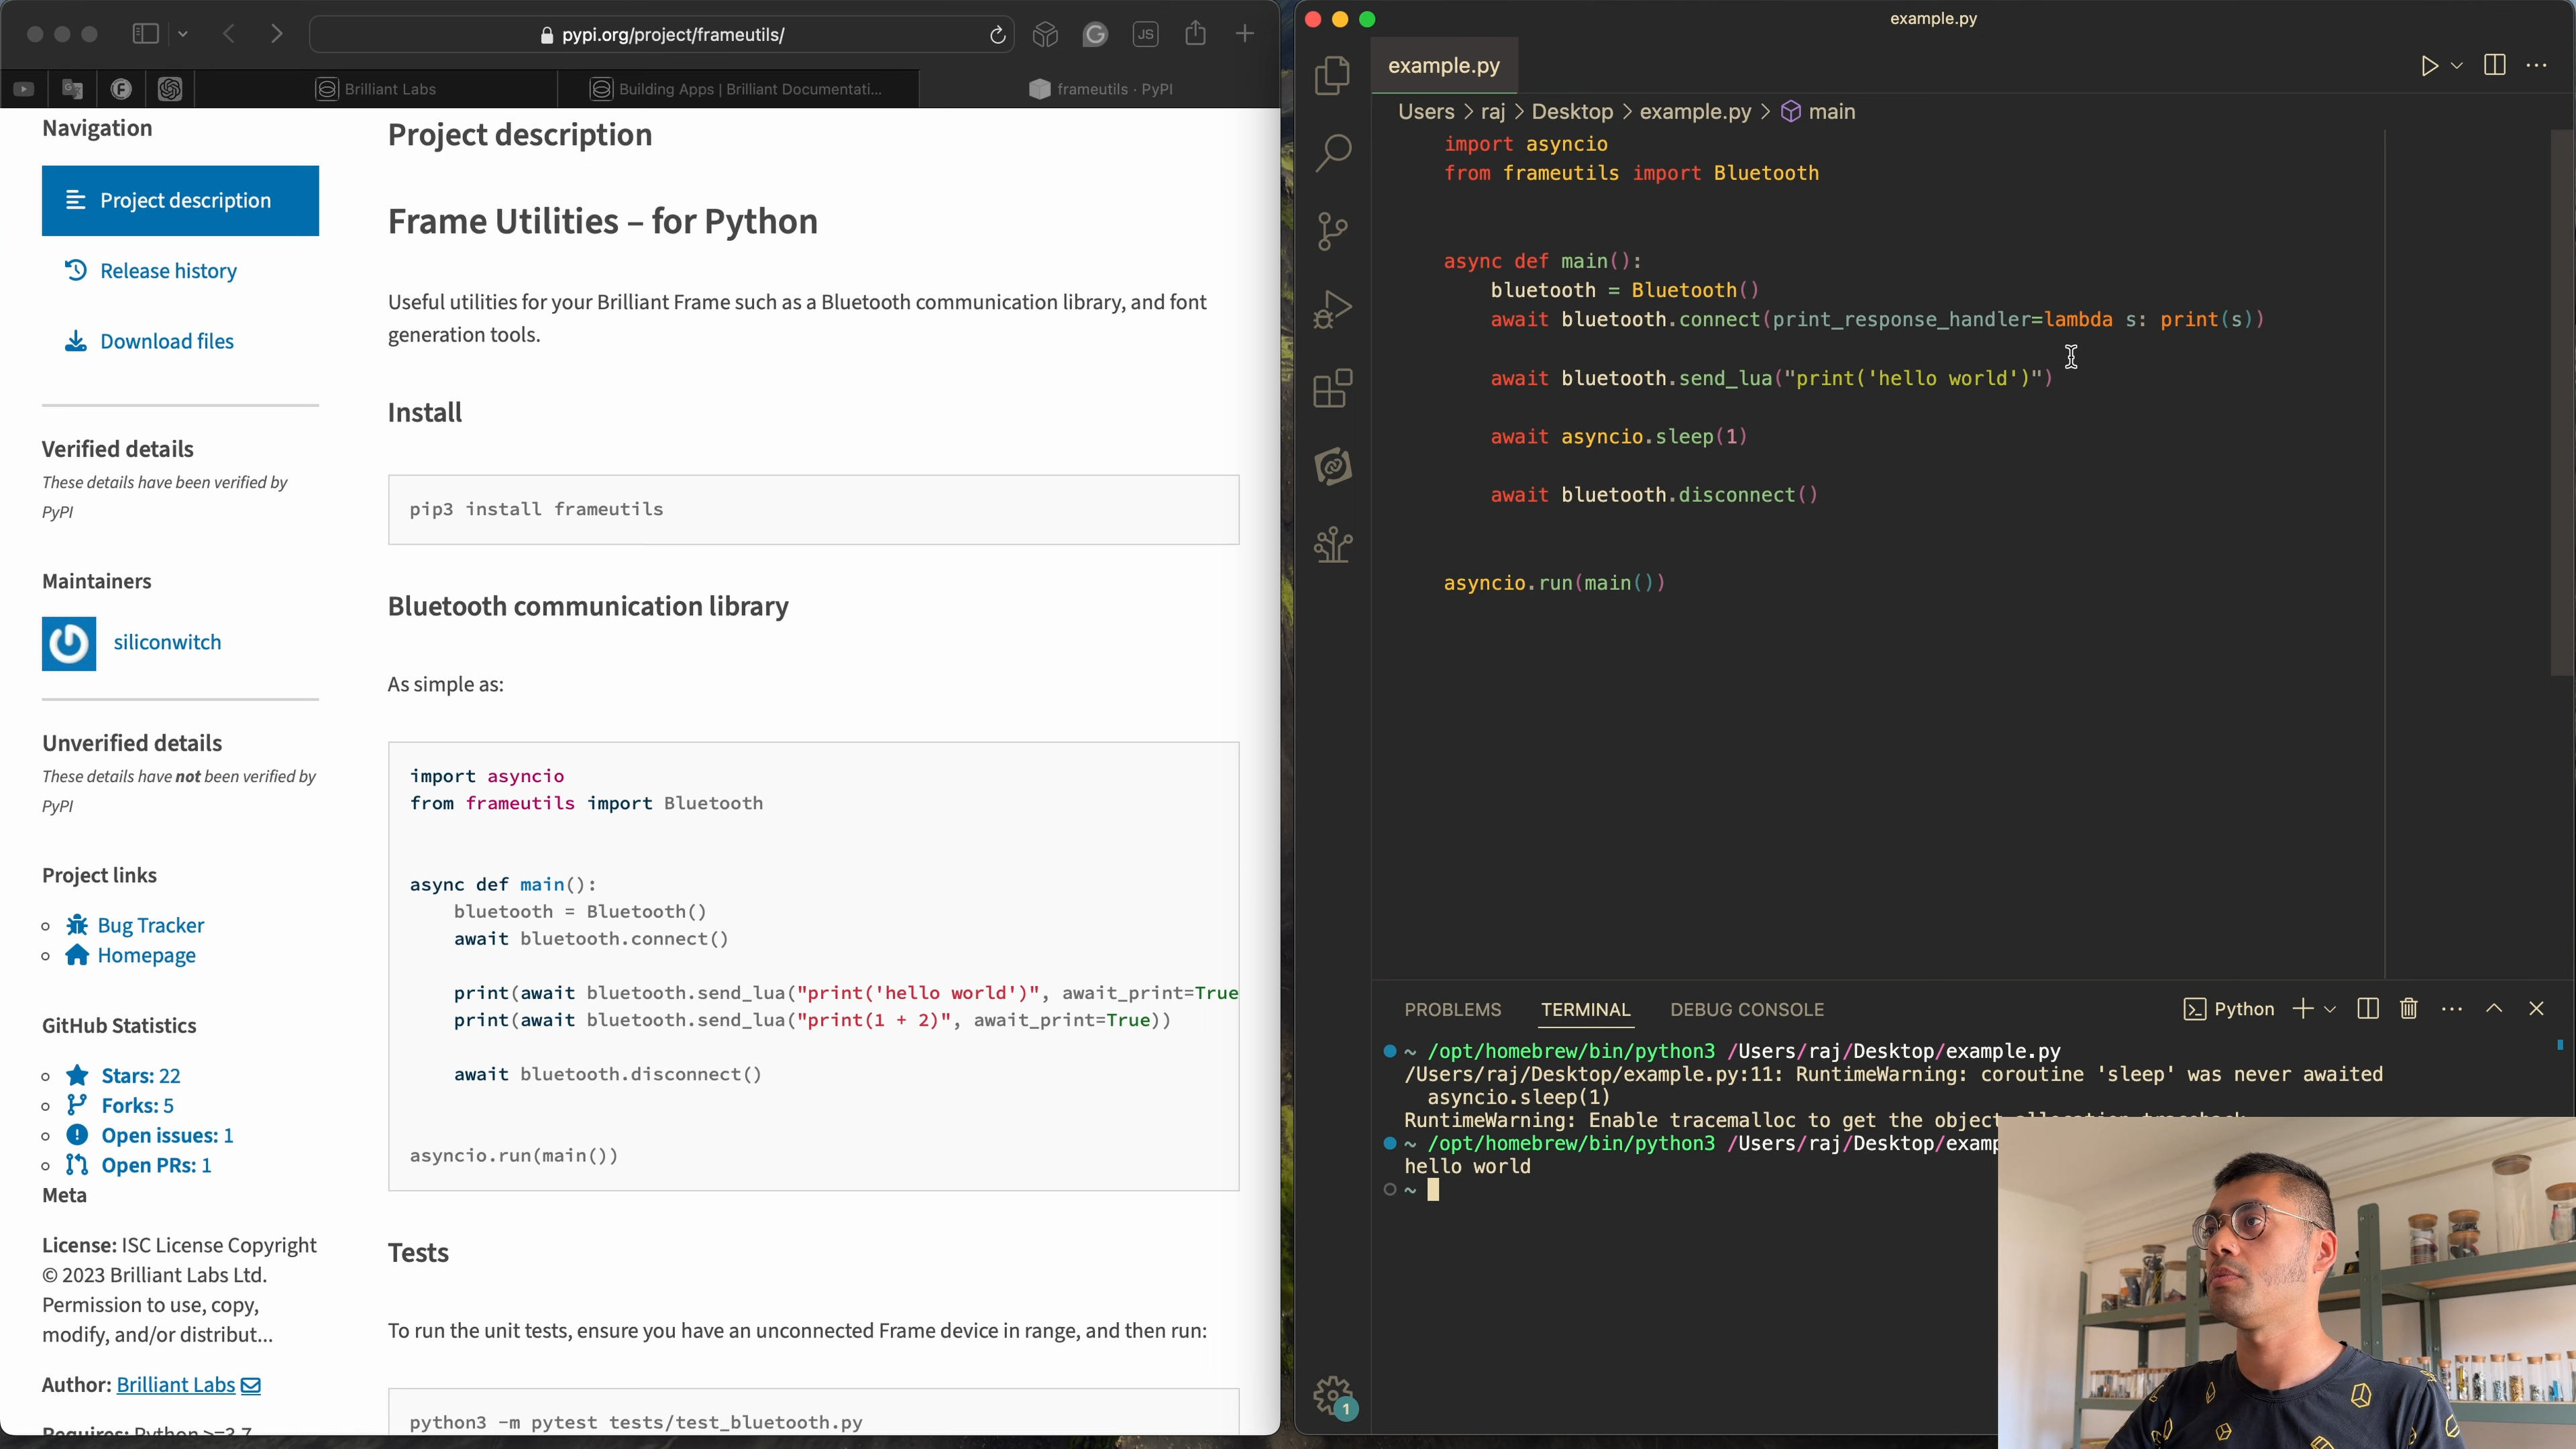 pypi.org/project/frameutils/
JS
Brilliant Labs
Building Apps | Brilliant Documentati...
frameutils · PyPI
Navigation
Project description
Release history
Download files
Verified details
These details have been verified by
PyPI
Maintainers
siliconwitch
Unverified details
These details have not been verified by
PyPI
Project links
Bug Tracker
Homepage
GitHub Statistics
Stars: 22
Forks: 5
Open issues: 1
Open PRs: 1
Meta
License: ISC License Copyright
© 2023 Brilliant Labs Ltd.
Permission to use, copy,
modify, and/or distribut...
Author: Brilliant Labs
Requires: Python >=3.7
Project description
Frame Utilities – for Python
Useful utilities for your Brilliant Frame such as a Bluetooth communication library, and font
generation tools.
Install
pip3 install frameutils
Bluetooth communication library
As simple as:
import asyncio
from frameutils import Bluetooth
async def main():
bluetooth = Bluetooth()
await bluetooth.connect()
print(await bluetooth.send_lua("print('hello world')", await_print=True
print(await bluetooth.send_lua("print(1 + 2)", await_print=True))
await bluetooth.disconnect()
asyncio.run(main())
Tests
To run the unit tests, ensure you have an unconnected Frame device in range, and then run:
python3 -m pytest tests/test_bluetooth.py
example.py
example.py
Users > raj > Desktop > example.py > main
import asyncio
from frameutils import Bluetooth
async def main():
bluetooth = Bluetooth()
await bluetooth.connect(print_response_handler=lambda s: print(s))
await bluetooth.send_lua("print('hello world')")
await asyncio.sleep(1)
await bluetooth.disconnect()
asyncio.run(main())
PROBLEMS TERMINAL DEBUG CONSOLE
Python
~ /opt/homebrew/bin/python3 /Users/raj/Desktop/example.py
/Users/raj/Desktop/example.py:11: RuntimeWarning: coroutine 'sleep' was never awaited
asyncio.sleep(1)
RuntimeWarning: Enable tracemalloc to get the object allocation traceback
~ /opt/homebrew/bin/python3 /Users/raj/Desktop/examp
hello world
~
1